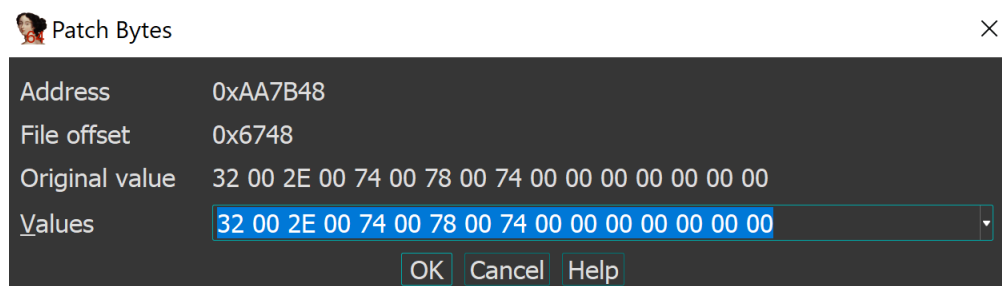 64
Patch Bytes
Address 0xAA7B48
File offset 0x6748
Original value 32 00 2E 00 74 00 78 00 74 00 00 00 00 00 00 00
Values 32 00 2E 00 74 00 78 00 74 00 00 00 00 00 00 00
OK Cancel Help